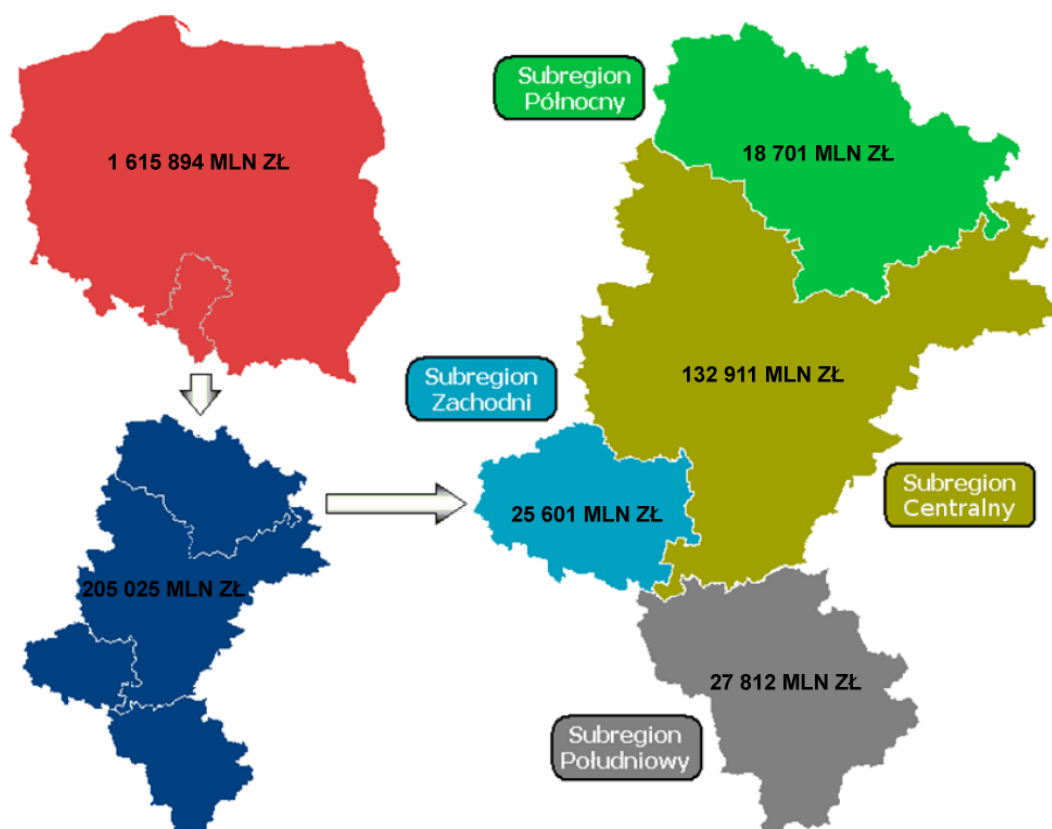 1 615 894 MLN ZŁ
205 025 MLN ZŁ
Subregion
Północny
18 701 MLN ZŁ
132 911 MLN ZŁ
Subregion
Zachodni
25 601 MLN ZŁ
Subregion
Centralny
27 812 MLN ZŁ
Subregion
Południowy